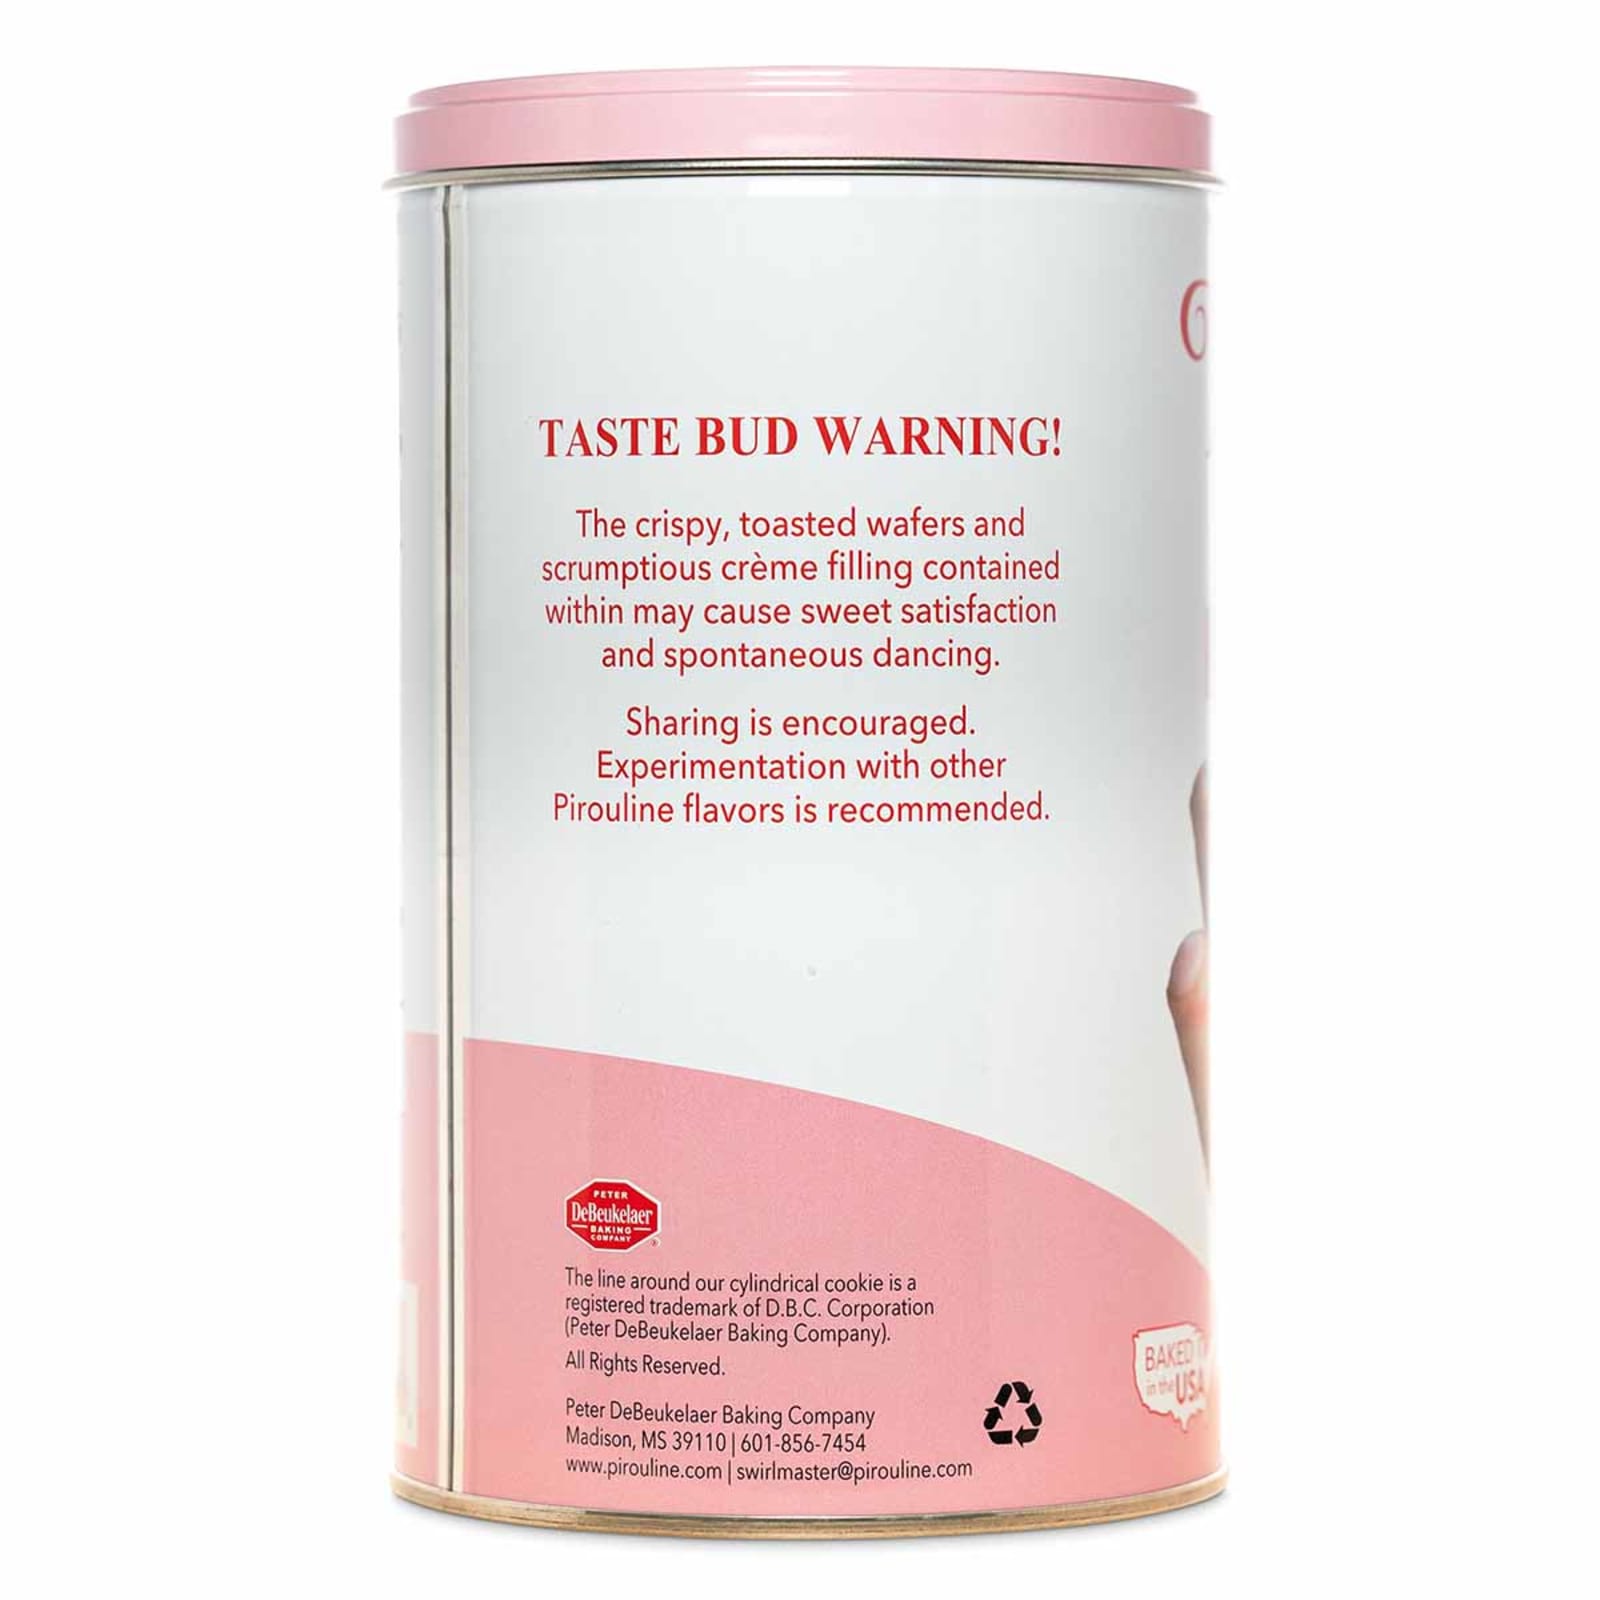 TASTE BUD WARNING!
The crispy, toasted wafers and
scrumptious crème filling contained
within may cause sweet satisfaction
and spontaneous dancing.
Sharing is encouraged.
Experimentation with other
Pirouline flavors is recommended.
PETER
DeBeukelaer
BAKING
COMPANY
®
The line around our cylindrical cookie is a
registered trademark of D.B.C. Corporation
(Peter DeBeukelaer Baking Company).
All Rights Reserved.
Peter DeBeukelaer Baking Company
Madison, MS 39110 | 601-856-7454
www.pirouline.com | swirlmaster@pirouline.com
BAKED
in the USA